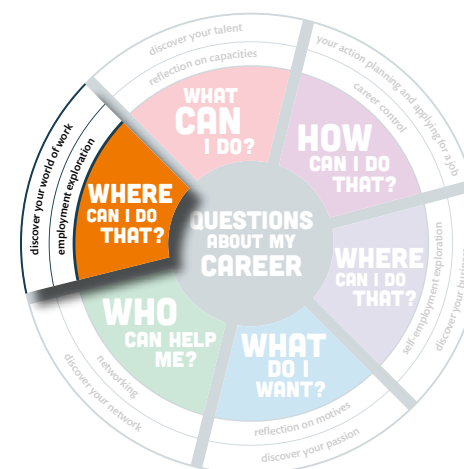 discover your talent
reflection on capacities
WHAT
CAN
I DO?
your action planning and applying for a job
career control
HOW
CAN I DO
THAT?
WHERE
CAN I DO
THAT?
self-employment exploration
discover your
WHAT
DO I
WANT?
reflection on motives
discover your passion
WHO
CAN HELP
ME?
networking
discover your network
WHERE
CAN I DO
THAT?
employment exploration
discover your world of work
QUESTIONS
ABOUT MY
CAREER